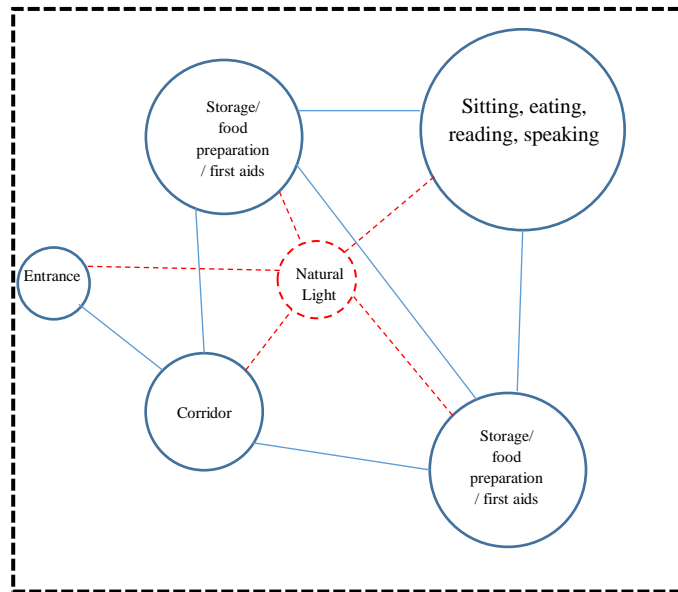 Storage/
food
preparation
/ first aids
Sitting, eating,
reading, speaking
Entrance
Natural
Light
Corridor
Storage/
food
preparation
/ first aids